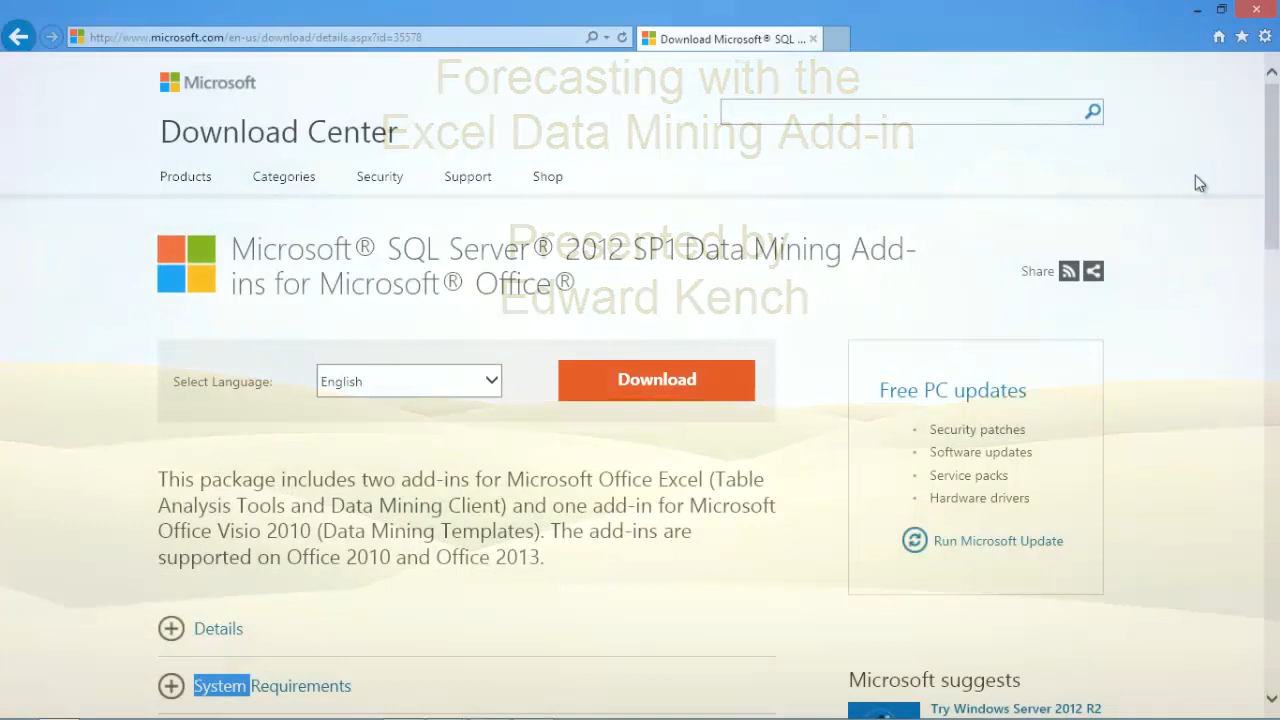 http://www.microsoft.com/en-us/download/details.aspx?id=35578
Download Microsoft® SQL ...
Microsoft
Forecasting with the
Excel Data Mining Add-in
Download Center
Products Categories Security Support Shop
Presented by
Edward Kench
Microsoft® SQL Server® 2012 SP1 Data Mining Add-
ins for Microsoft® Office®
Share
Select Language: English Download
Free PC updates
• Security patches
• Software updates
• Service packs
• Hardware drivers
Run Microsoft Update
This package includes two add-ins for Microsoft Office Excel (Table
Analysis Tools and Data Mining Client) and one add-in for Microsoft
Office Visio 2010 (Data Mining Templates). The add-ins are
supported on Office 2010 and Office 2013.
Details
System Requirements
Microsoft suggests
Try Windows Server 2012 R2